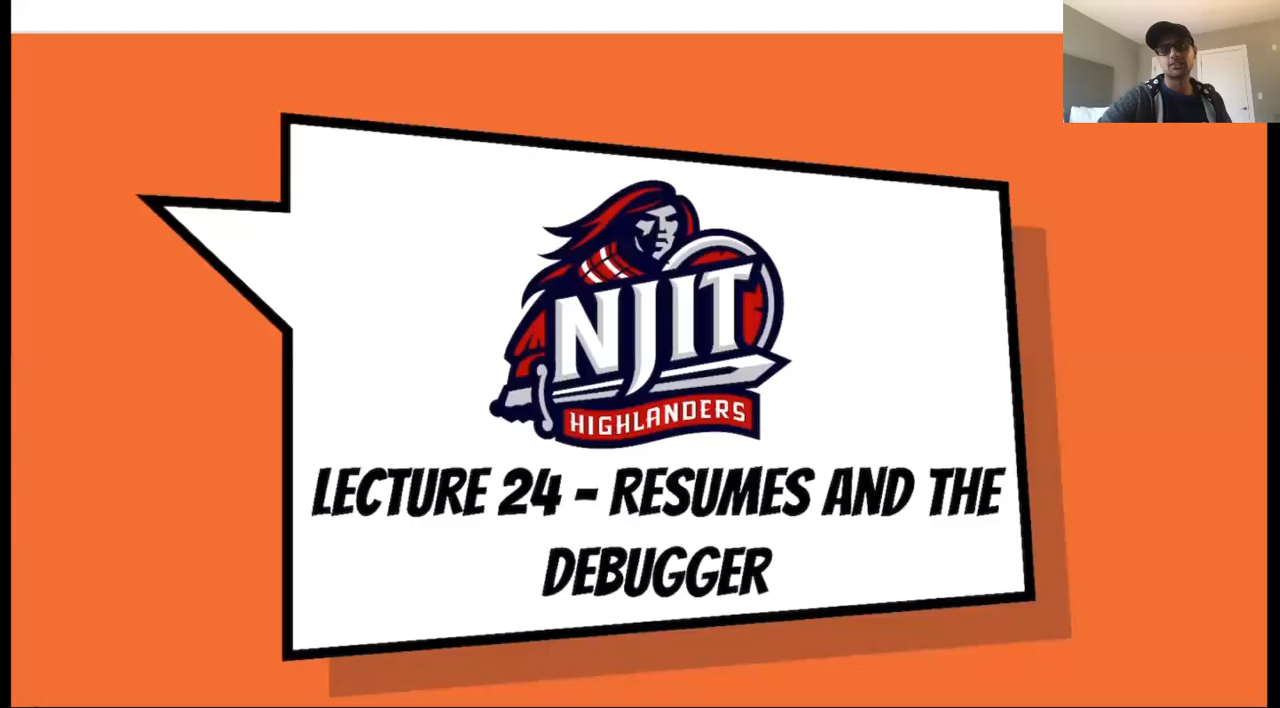 NJIT
HIGHLANDERS
LECTURE 24 - RESUMES AND THE
DEBUGGER